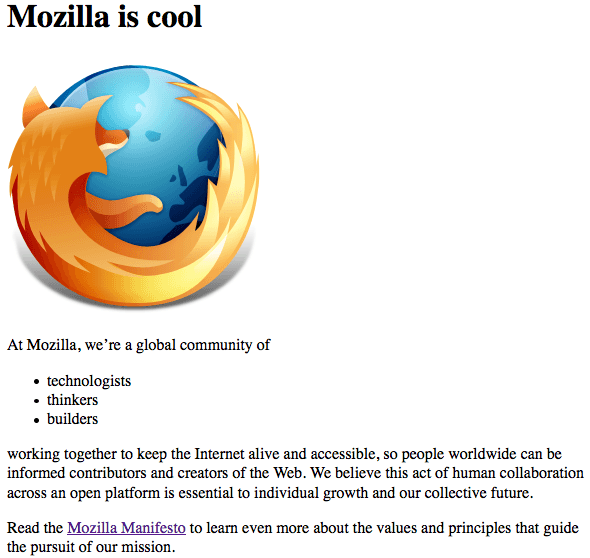 Mozilla is cool
At Mozilla, we’re a global community of
technologists
thinkers
builders
working together to keep the Internet alive and accessible, so people worldwide can be
informed contributors and creators of the Web. We believe this act of human collaboration
across an open platform is essential to individual growth and our collective future.
Read the Mozilla Manifesto to learn even more about the values and principles that guide
the pursuit of our mission.